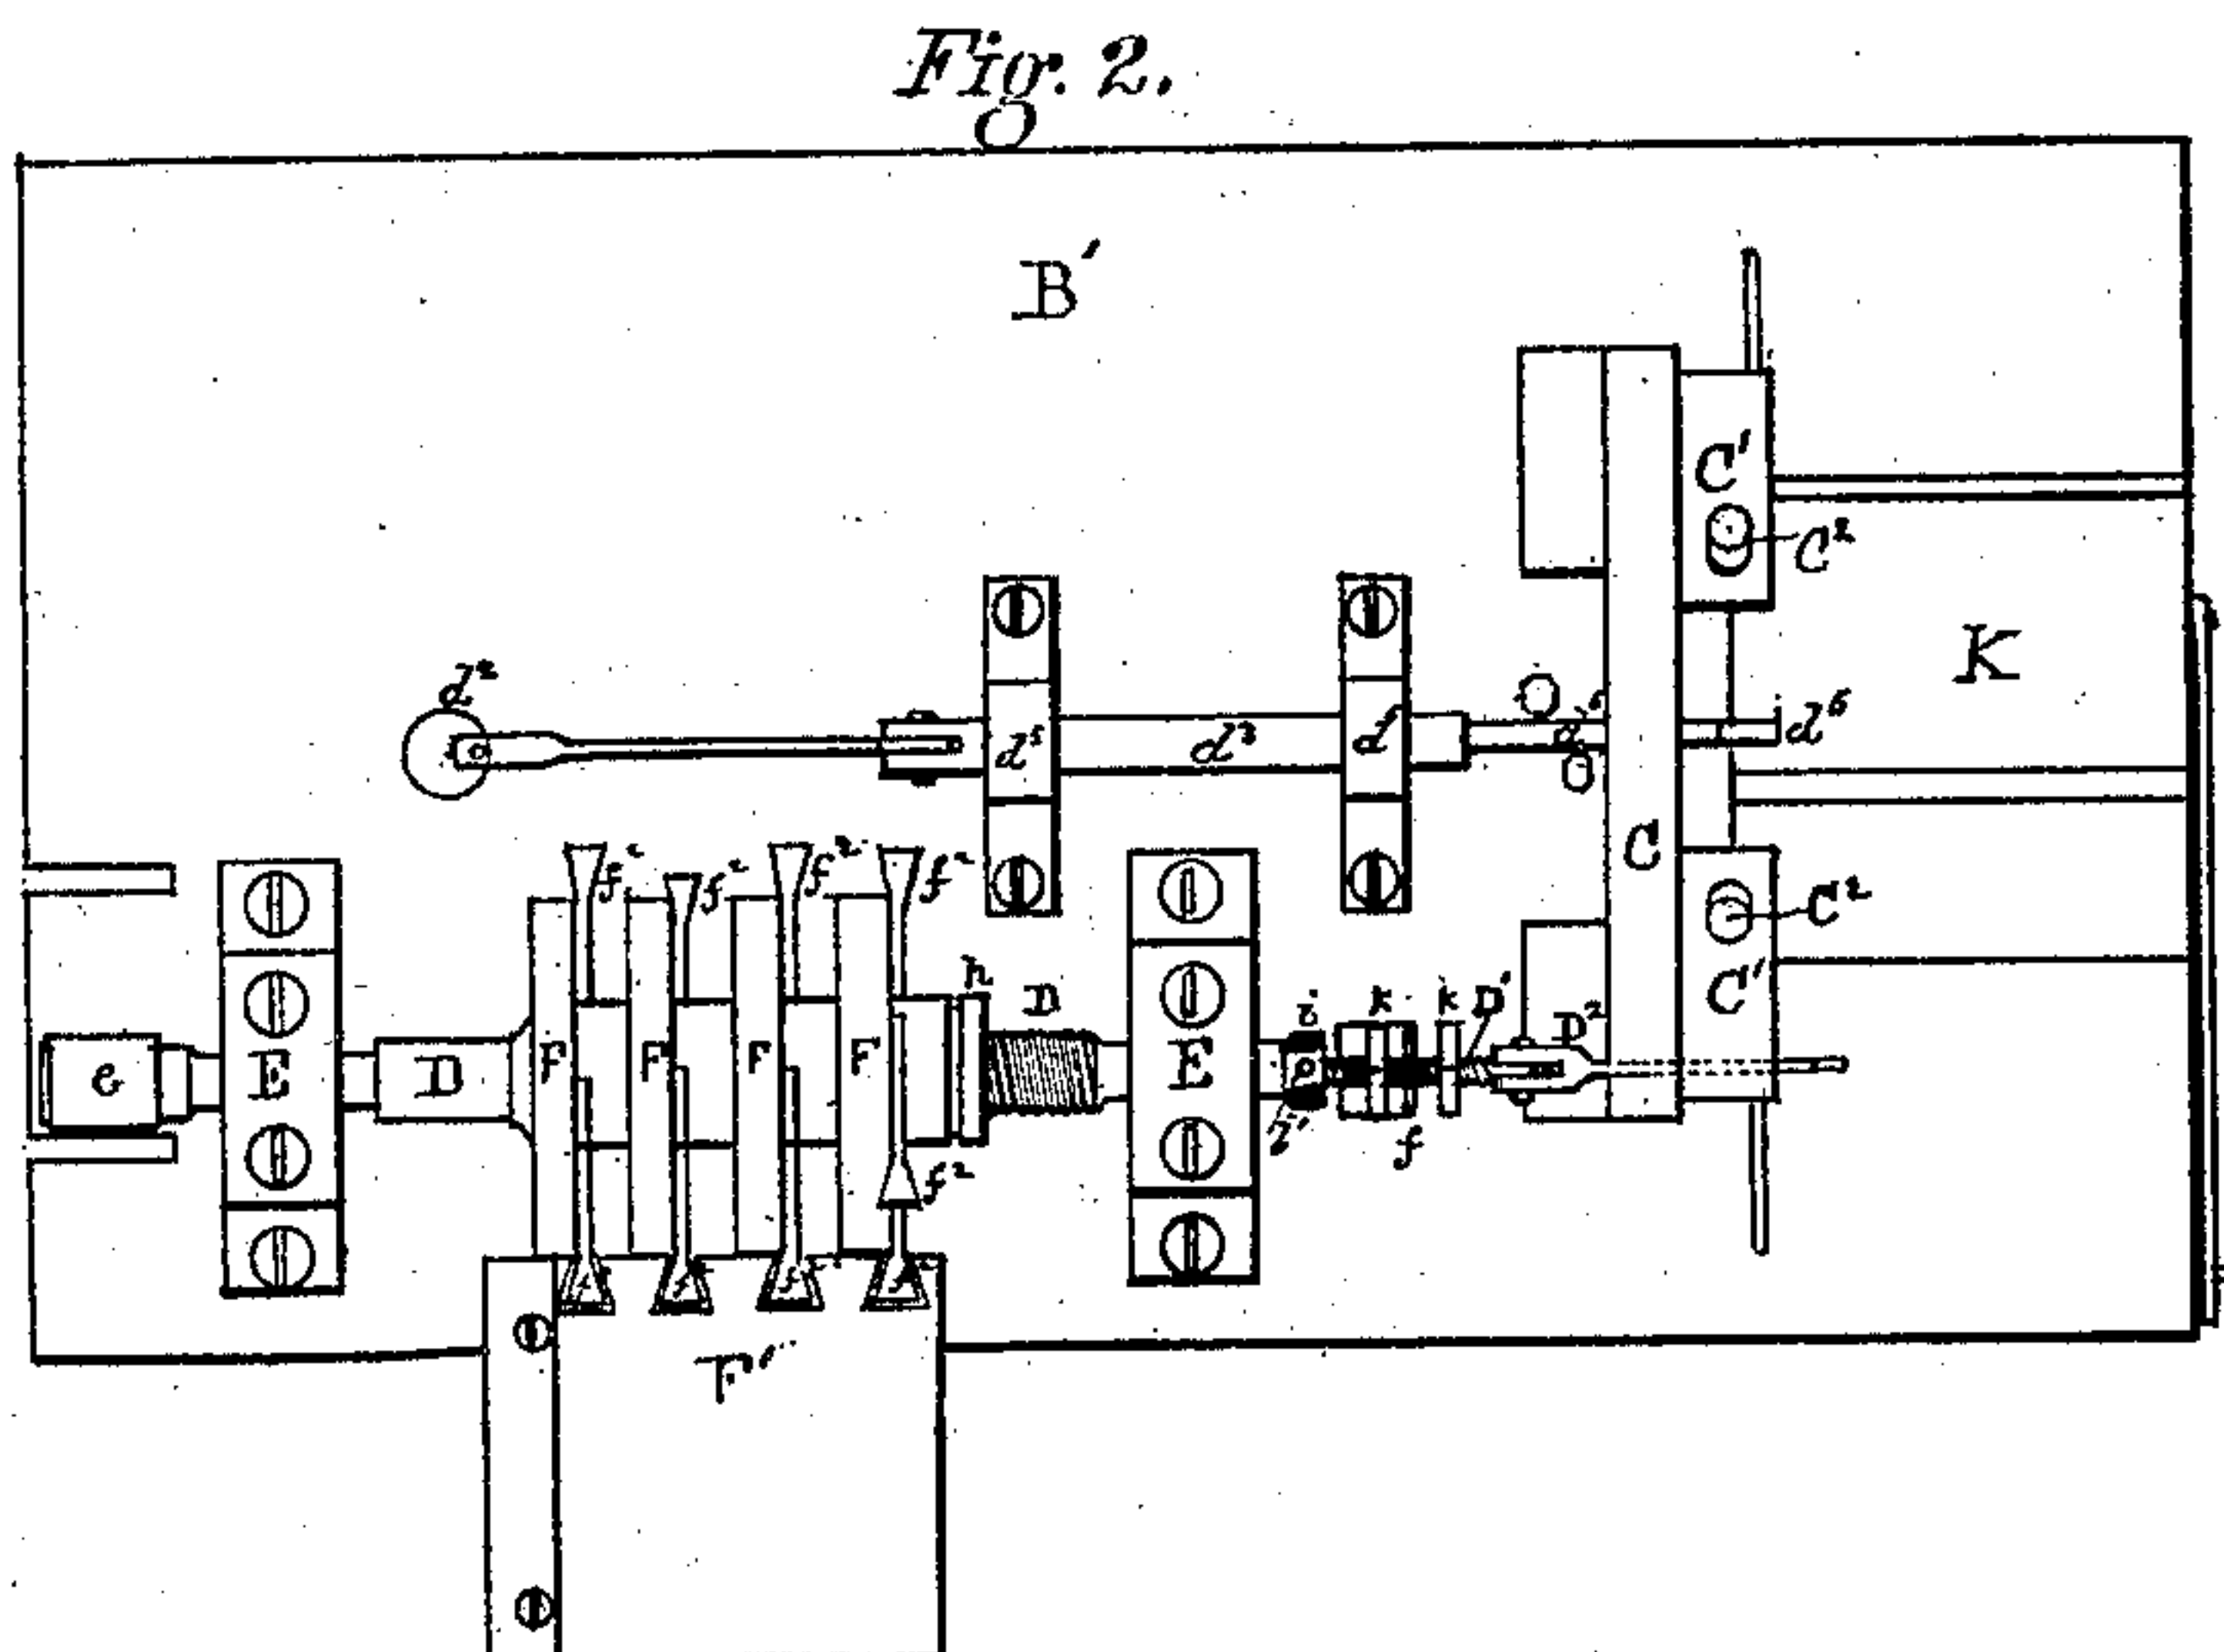 Fig. 2.
B'
C'
C²
K
d²
d⁵
d³
d'
d⁶
d⁶
C
f²
f²
f²
f²
C²
C'
h
D
i
k
k
D'
D²
e
E
D
F
F
F
F
E
i'
f
f²
F'